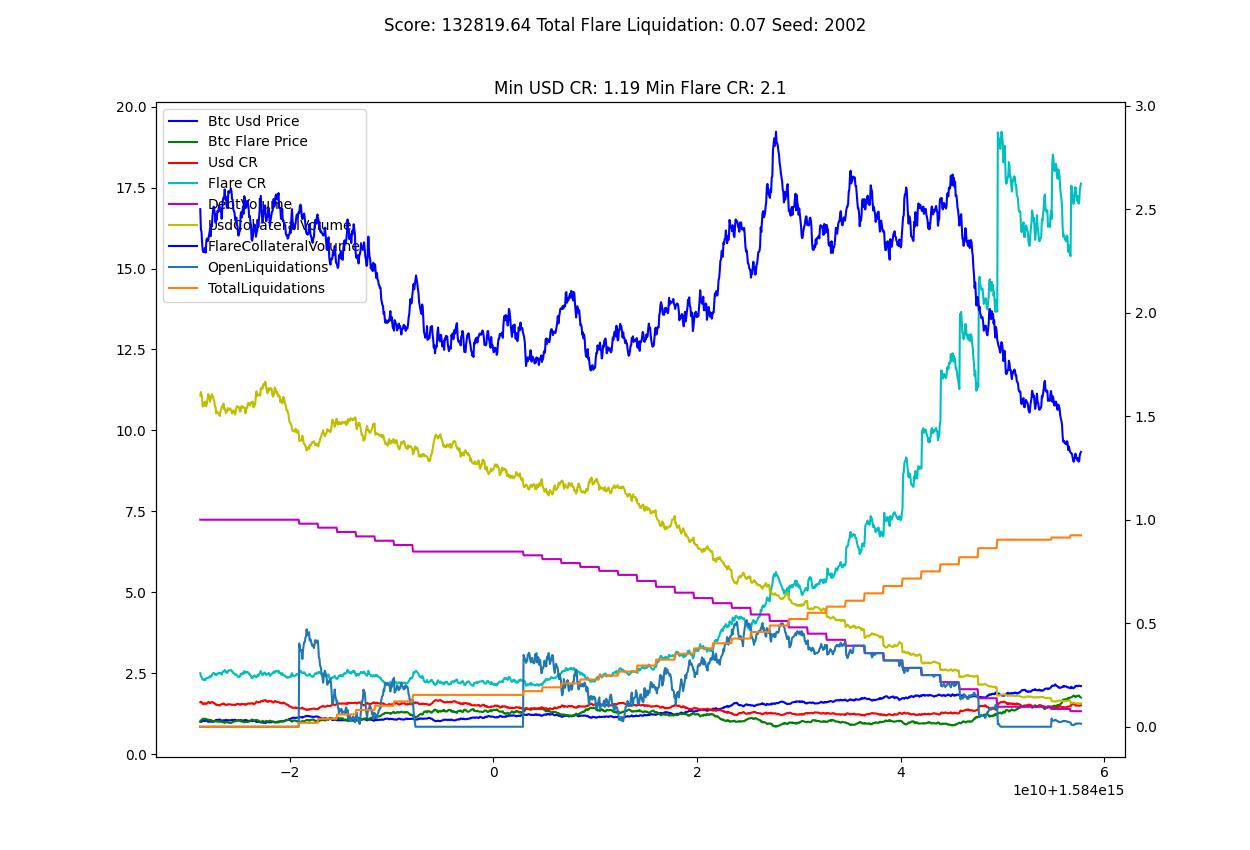 Score: 132819.64 Total Flare Liquidation: 0.07 Seed: 2002
Min USD CR: 1.19 Min Flare CR: 2.1
Btc Usd Price
Btc Flare Price
Usd CR
Flare CR
DebtVolume
UsdCollateralVolume
FlareCollateralVolume
OpenLiquidations
TotalLiquidations
20.0
17.5
15.0
12.5
10.0
7.5
5.0
2.5
0.0
3.0
2.5
2.0
1.5
1.0
0.5
0.0
−2
0
2
4
6
1e10+1.584e15